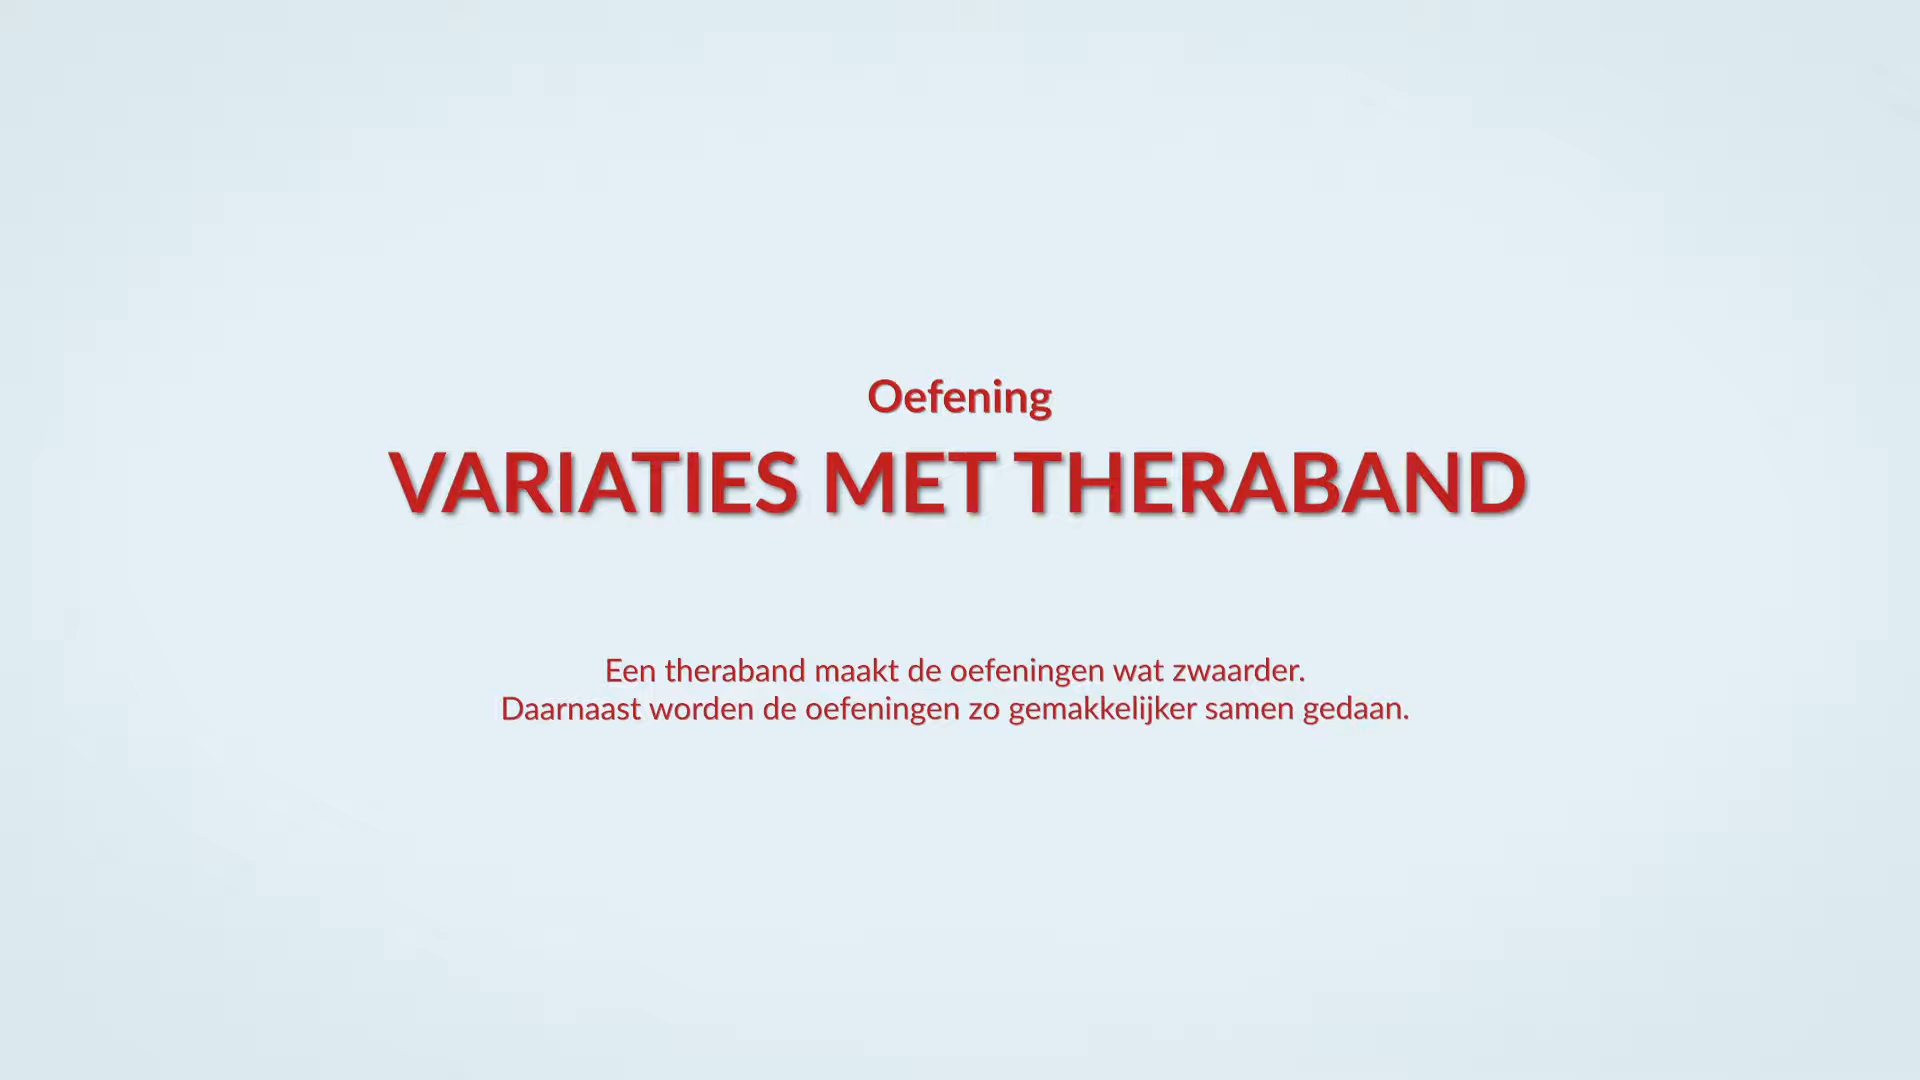 Oefening
VARIATIES MET THERABAND
Een theraband maakt de oefeningen wat zwaarder.
Daarnaast worden de oefeningen zo gemakkelijker samen gedaan.